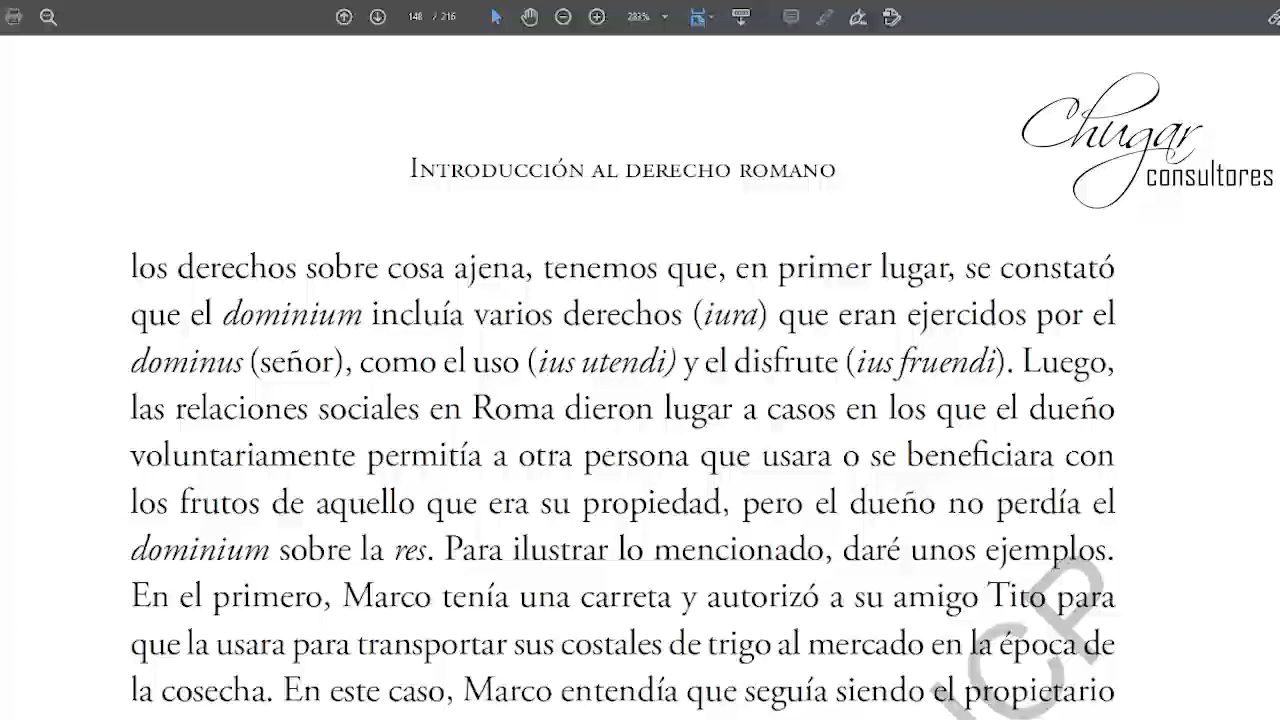 148 / 216
283%
Chugar
consultores
Introducción al derecho romano
los derechos sobre cosa ajena, tenemos que, en primer lugar, se constató
que el dominium incluía varios derechos (iura) que eran ejercidos por el
dominus (señor), como el uso (ius utendi) y el disfrute (ius fruendi). Luego,
las relaciones sociales en Roma dieron lugar a casos en los que el dueño
voluntariamente permitía a otra persona que usara o se beneficiara con
los frutos de aquello que era su propiedad, pero el dueño no perdía el
dominium sobre la res. Para ilustrar lo mencionado, daré unos ejemplos.
En el primero, Marco tenía una carreta y autorizó a su amigo Tito para
que la usara para transportar sus costales de trigo al mercado en la época de
la cosecha. En este caso, Marco entendía que seguía siendo el propietario